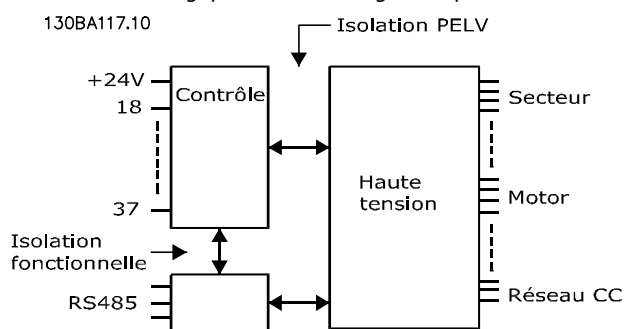 130BA117.10
Isolation PELV
+24V
Contrôle
18
37
Haute
tension
Secteur
Motor
Réseau CC
Isolation
fonctionnelle
RS485